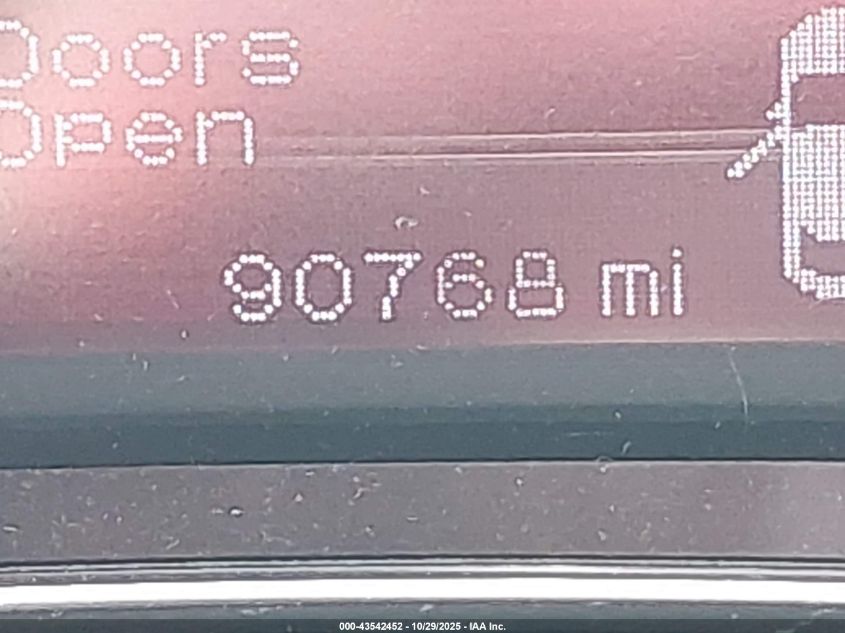 Doors
Open
90768 mi
000-43542452 - 10/29/2025 - IAA Inc.